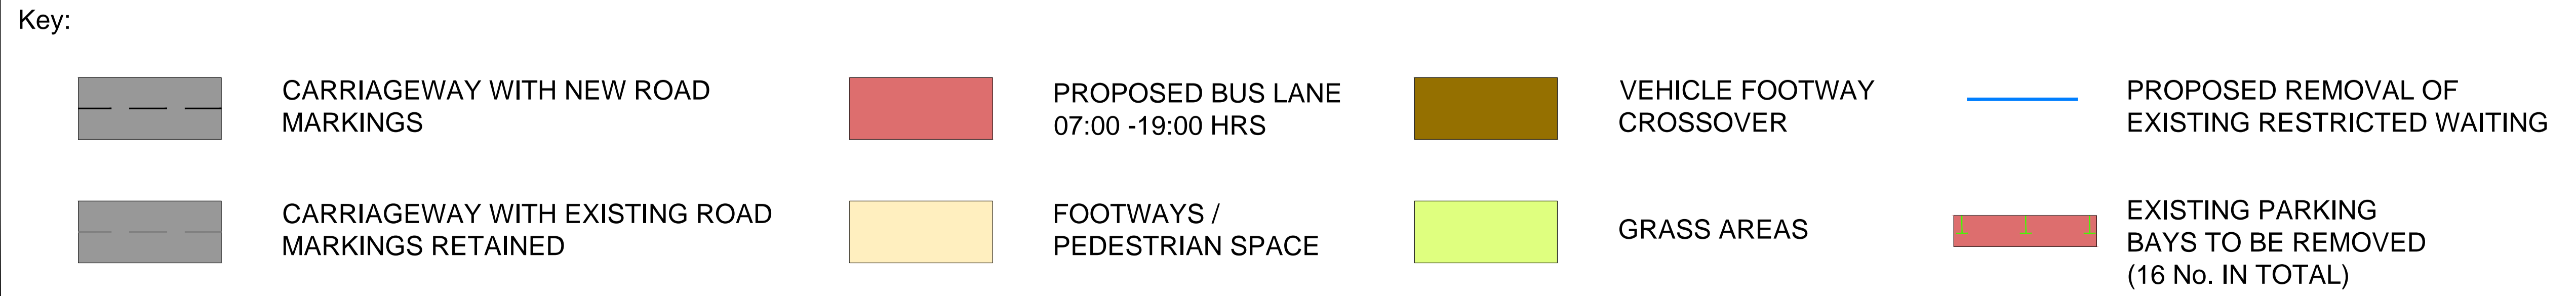 Key:
CARRIAGEWAY WITH NEW ROAD
MARKINGS
PROPOSED BUS LANE
07:00 -19:00 HRS
VEHICLE FOOTWAY
CROSSOVER
PROPOSED REMOVAL OF
EXISTING RESTRICTED WAITING
CARRIAGEWAY WITH EXISTING ROAD
MARKINGS RETAINED
FOOTWAYS /
PEDESTRIAN SPACE
GRASS AREAS
EXISTING PARKING
BAYS TO BE REMOVED
(16 No. IN TOTAL)